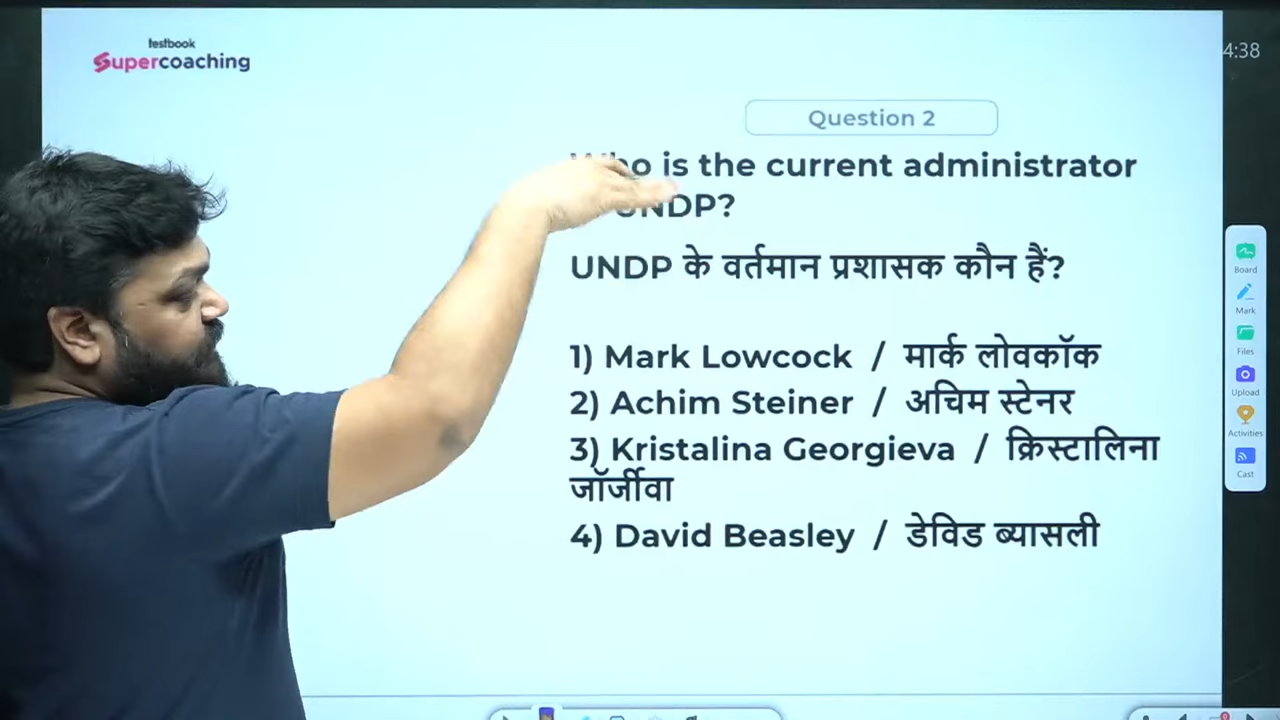 testbook
Supercoaching
4:38
Question 2
is the current administrator
UNDP?
UNDP के वर्तमान प्रशासक कौन हैं?
1) Mark Lowcock / मार्क लोवकॉक
2) Achim Steiner / अचिम स्टेनर
3) Kristalina Georgieva / क्रिस्टालिना
जॉर्जीवा
4) David Beasley / डेविड ब्यासली
Board
Mark
Files
Upload
Activities
Cast